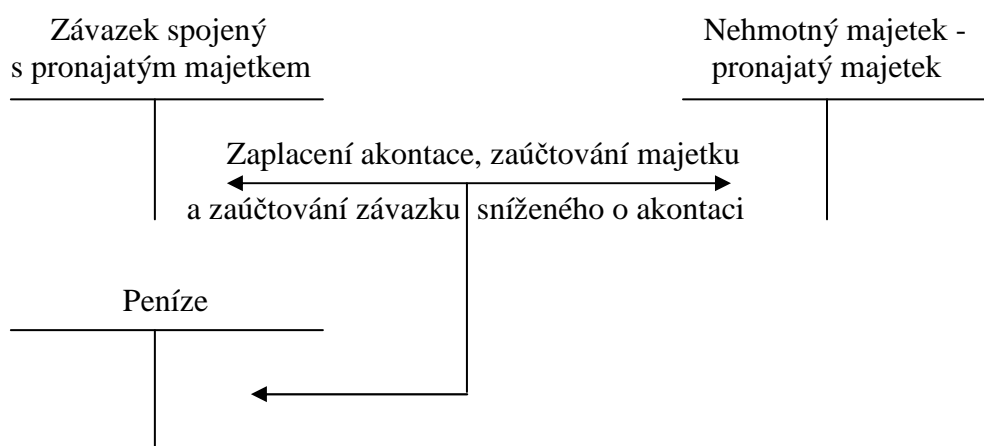 Závazek spojený
s pronajatým majetkem
Nehmotný majetek -
pronajatý majetek
Zaplacení akontace, zaúčtování majetku
a zaúčtování závazku sníženého o akontaci
Peníze